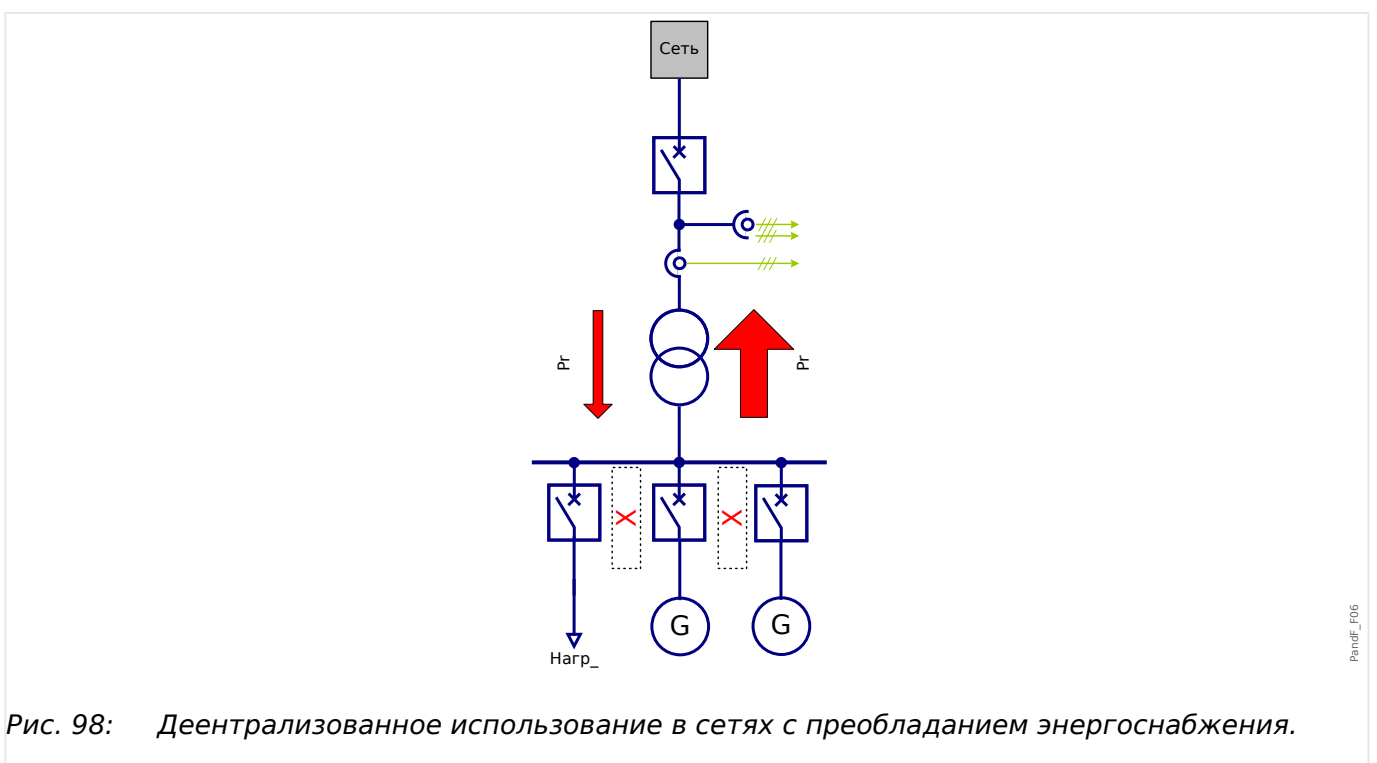 Сеть
Pr
Pr
X
X
G
G
Нагр_
PandF_F06
Рис. 98: Деентрализованное использование в сетях с преобладанием энергоснабжения.